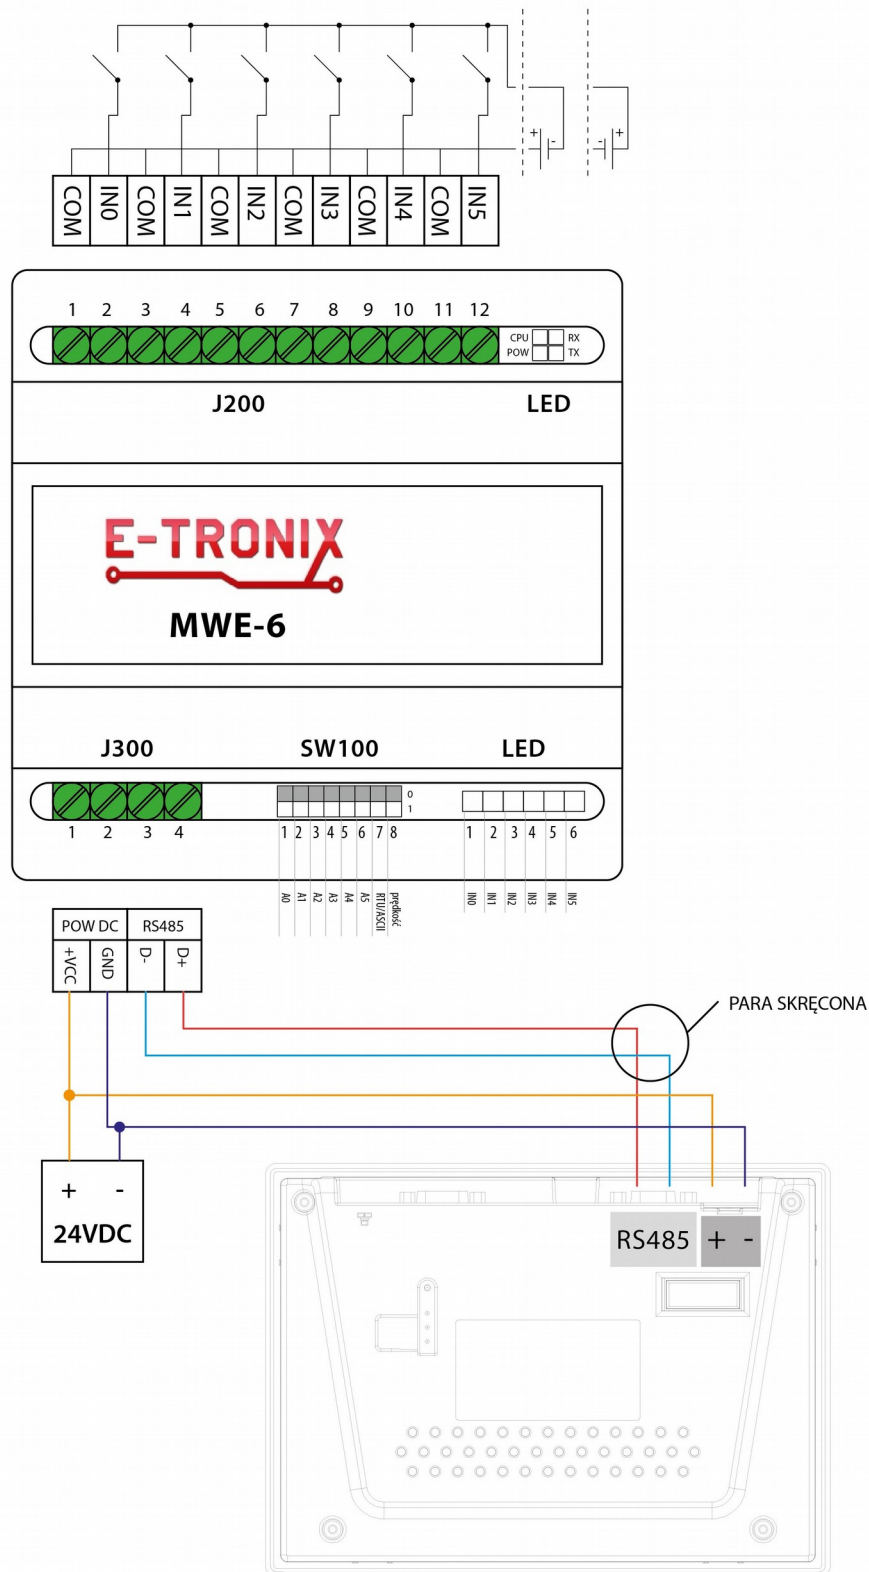 + - - +
COM IN0 COM IN1 COM IN2 COM IN3 COM IN4 COM IN5
1 2 3 4 5 6 7 8 9 10 11 12
CPU RX
POW TX
J200 LED
E-TRONIX
MWE-6
J300 SW100 LED
0
1
1 2 3 4 1 2 3 4 5 6 7 8 1 2 3 4 5 6
A0 A1 A2 A3 A4 A5 RTU/ASCII prędkość IN0 IN1 IN2 IN3 IN4 IN5
POW DC RS485
+VCC GND D- D+
PARA SKRĘCONA
+ -
24VDC
RS485 + -